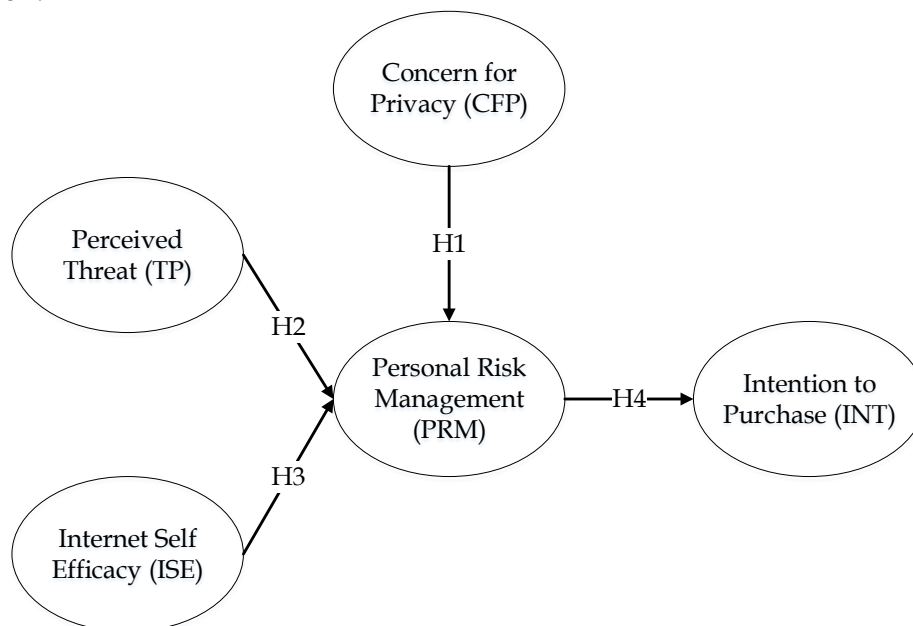 Concern for
Privacy (CFP)
H1
Perceived
Threat (TP)
H2
Personal Risk
Management
(PRM)
H4
Intention to
Purchase (INT)
H3
Internet Self
Efficacy (ISE)